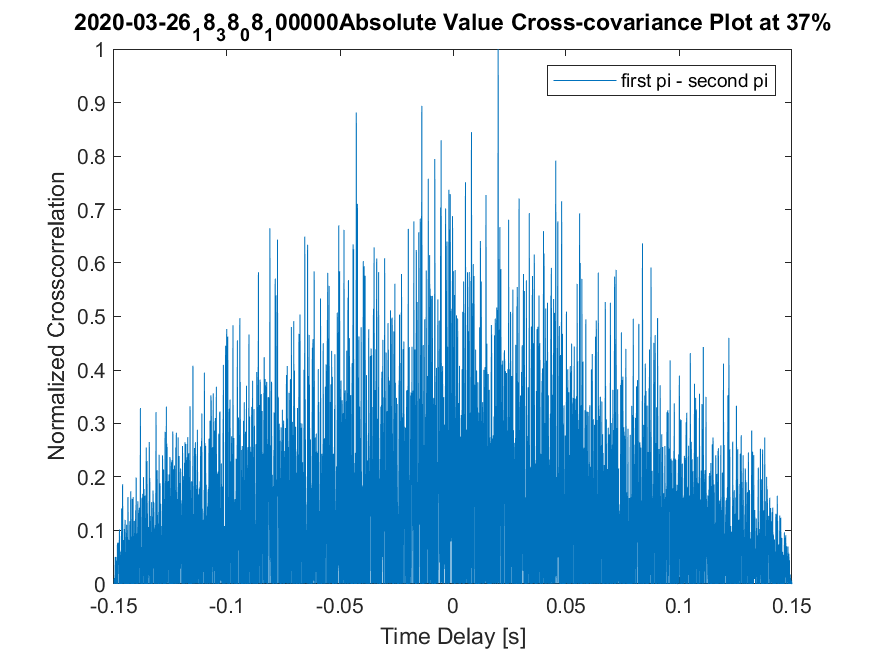 2020-03-26₁8₃8₀8₁00000Absolute Value Cross-covariance Plot at 37%
first pi - second pi
Normalized Crosscorrelation
1
0.9
0.8
0.7
0.6
0.5
0.4
0.3
0.2
0.1
0
-0.15 -0.1 -0.05 0 0.05 0.1 0.15
Time Delay [s]